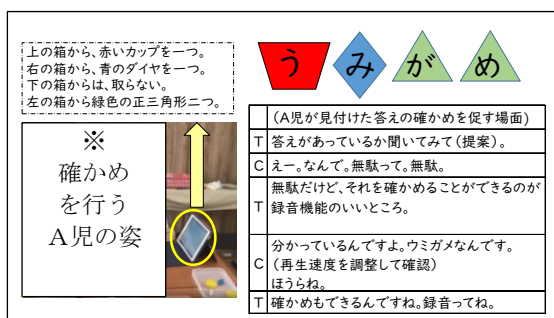 上の箱から、赤いカップを一つ。
右の箱から、青のダイヤを一つ。
下の箱からは、取らない。
左の箱から緑色の正三角形二つ。
う み が め
※
確かめ
を行う
A児の姿
(A児が見付けた答えの確かめを促す場面)
T 答えがあっているか聞いてみて(提案)。
C えー。なんで。無駄って。無駄。
T 無駄だけど、それを確かめることができるのが
録音機能のいいところ。
C 分かっているんですよ。ウミガメなんです。
(再生速度を調整して確認)
ほうらね。
T 確かめもできるんですね。録音ってね。